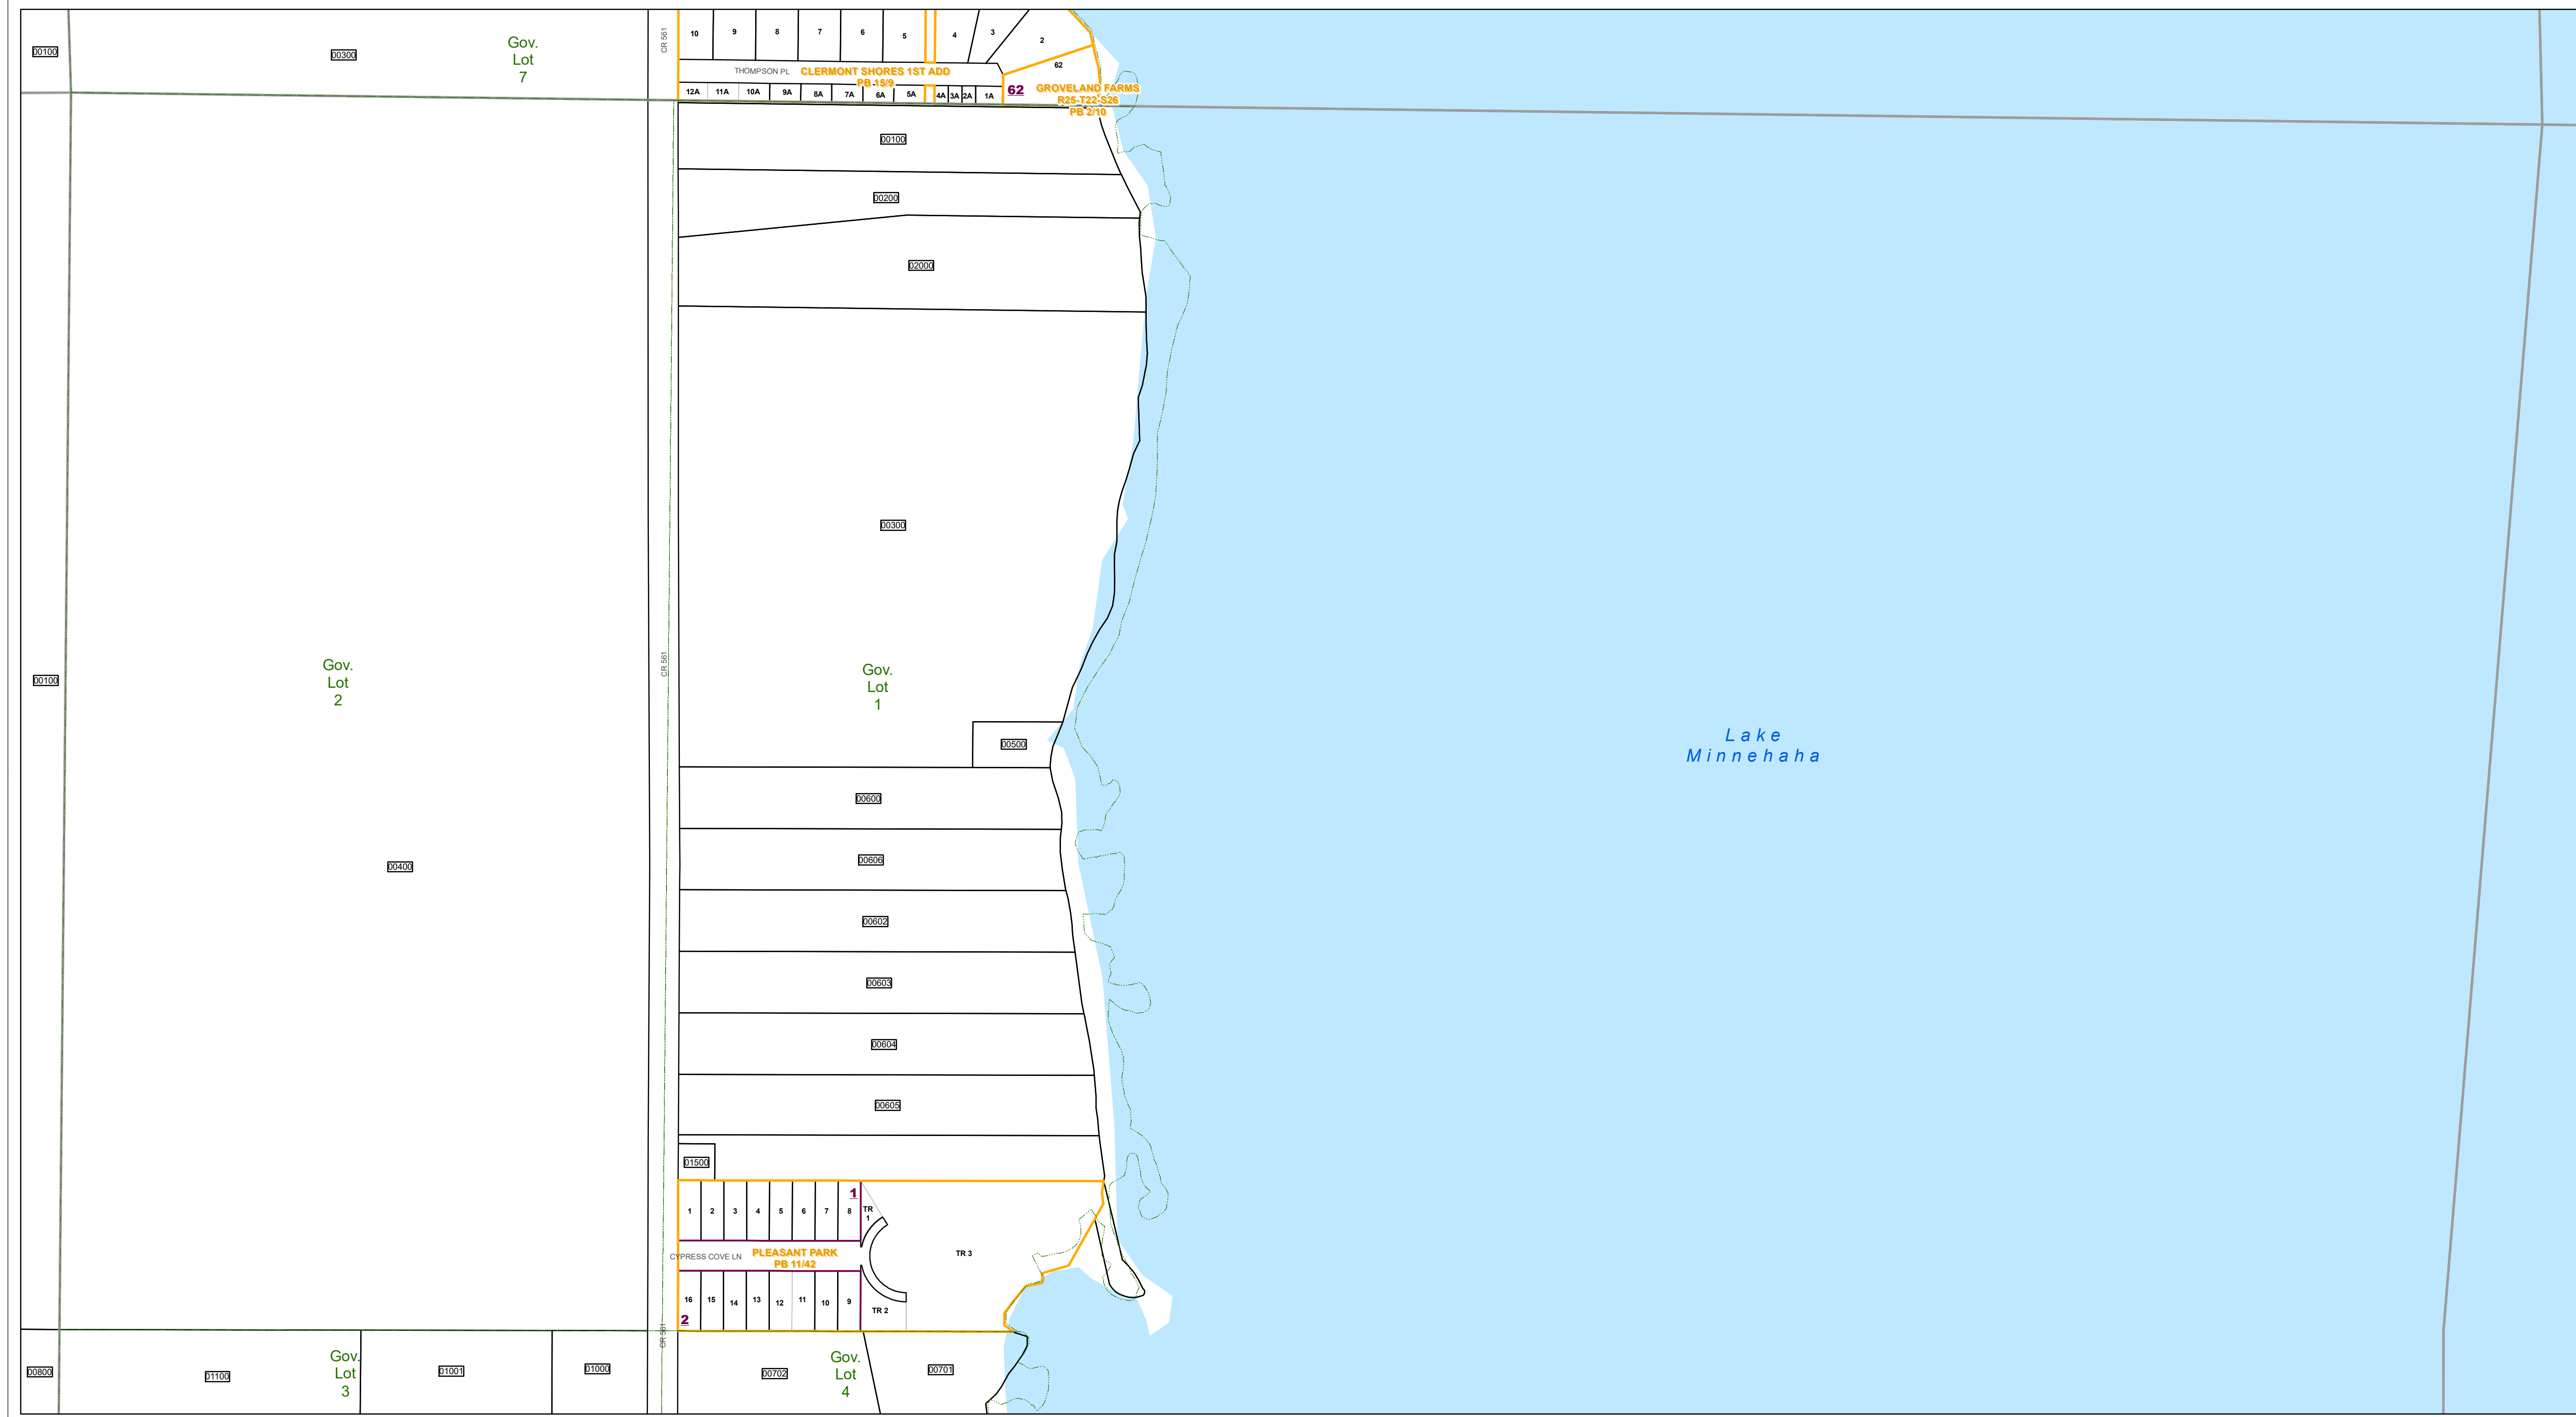 00100
00300
Gov.
Lot
7
CR 561
10
9
8
7
6
5
4
3
2
62
THOMPSON PL
CLERMONT SHORES 1ST ADD
PB 15/9
12A
11A
10A
9A
8A
7A
6A
5A
4A
3A
2A
1A
62
GROVELAND FARMS
R25-T22-S26
PB 2/10
00100
00200
02000
00300
Gov.
Lot
2
00100
CR 561
Gov.
Lot
1
00500
Lake
Minnehaha
00600
00606
00400
00602
00603
00604
00605
01500
1
1
2
3
4
5
6
7
8
TR
1
CYPRESS COVE LN
PLEASANT PARK
PB 11/42
TR 3
16
15
14
13
12
11
10
9
TR 2
2
CR 561
00800
01100
Gov.
Lot
3
01001
01000
00702
Gov.
Lot
4
00701